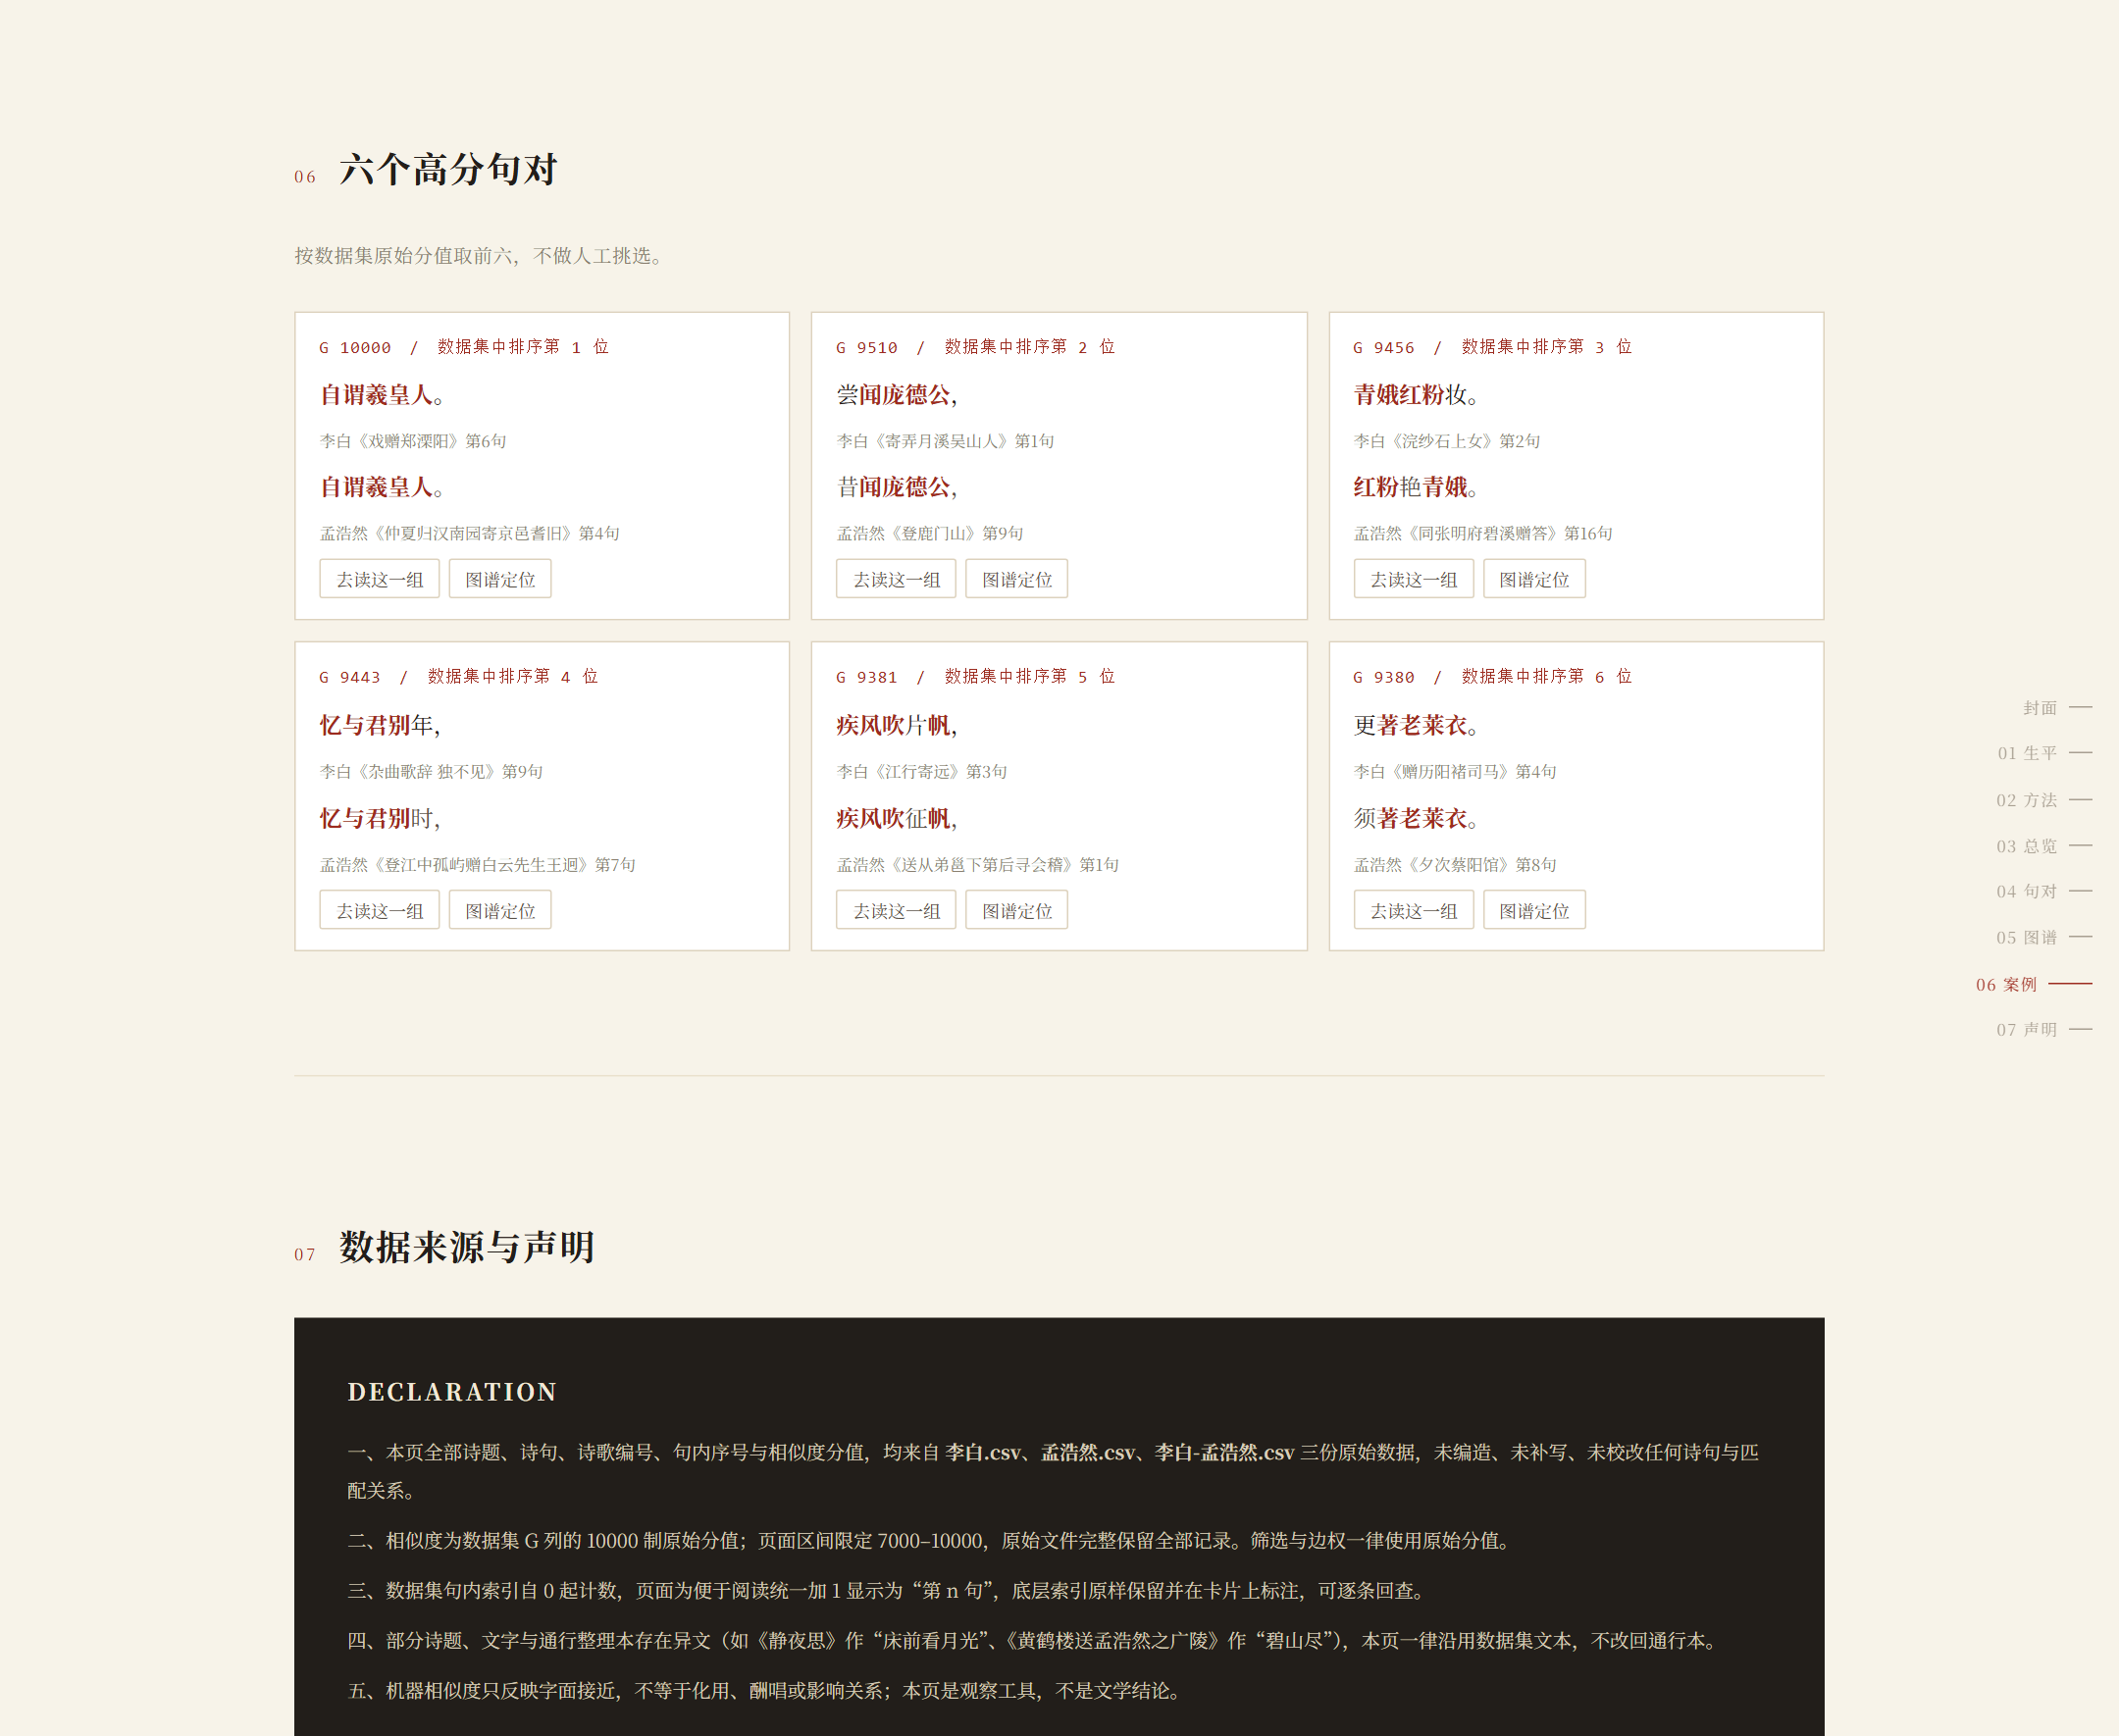 06 六个高分句对
按数据集原始分值取前六，不做人工挑选。
G 10000 / 数据集中排序第 1 位
自谓羲皇人。
李白《戏赠郑溧阳》第6句
自谓羲皇人。
孟浩然《仲夏归汉南园寄京邑耆旧》第4句
去读这一组 图谱定位
G 9510 / 数据集中排序第 2 位
尝闻庞德公，
李白《寄弄月溪吴山人》第1句
昔闻庞德公，
孟浩然《登鹿门山》第9句
去读这一组 图谱定位
G 9456 / 数据集中排序第 3 位
青娥红粉妆。
李白《浣纱石上女》第2句
红粉艳青娥。
孟浩然《同张明府碧溪赠答》第16句
去读这一组 图谱定位
G 9443 / 数据集中排序第 4 位
忆与君别年，
李白《杂曲歌辞 独不见》第9句
忆与君别时，
孟浩然《登江中孤屿赠白云先生王迥》第7句
去读这一组 图谱定位
G 9381 / 数据集中排序第 5 位
疾风吹片帆，
李白《江行寄远》第3句
疾风吹征帆，
孟浩然《送从弟邕下第后寻会稽》第1句
去读这一组 图谱定位
G 9380 / 数据集中排序第 6 位
更著老莱衣。
李白《赠历阳褚司马》第4句
须著老莱衣。
孟浩然《夕次蔡阳馆》第8句
去读这一组 图谱定位
封面
01 生平
02 方法
03 总览
04 句对
05 图谱
06 案例
07 声明
07 数据来源与声明
DECLARATION
一、本页全部诗题、诗句、诗歌编号、句内序号与相似度分值，均来自 李白.csv、孟浩然.csv、李白-孟浩然.csv 三份原始数据，未编造、未补写、未校改任何诗句与匹
配关系。
二、相似度为数据集 G 列的 10000 制原始分值；页面区间限定 7000–10000，原始文件完整保留全部记录。筛选与边权一律使用原始分值。
三、数据集句内索引自 0 起计数，页面为便于阅读统一加 1 显示为“第 n 句”，底层索引原样保留并在卡片上标注，可逐条回查。
四、部分诗题、文字与通行整理本存在异文（如《静夜思》作“床前看月光”、《黄鹤楼送孟浩然之广陵》作“碧山尽”），本页一律沿用数据集文本，不改回通行本。
五、机器相似度只反映字面接近，不等于化用、酬唱或影响关系；本页是观察工具，不是文学结论。